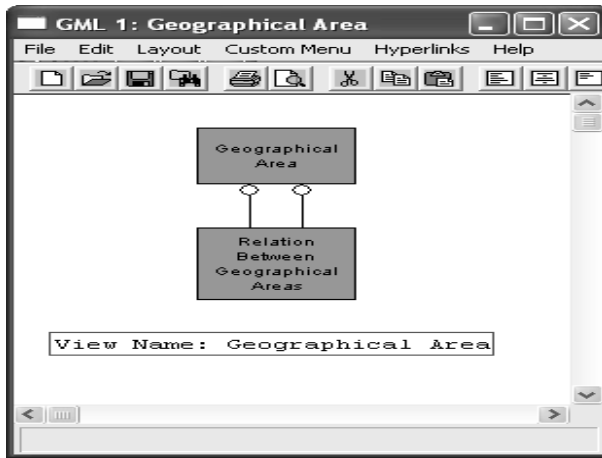 GML 1: Geographical Area
File Edit Layout Custom Menu Hyperlinks Help
Geographical
Area
Relation
Between
Geographical
Areas
View Name: Geographical Area